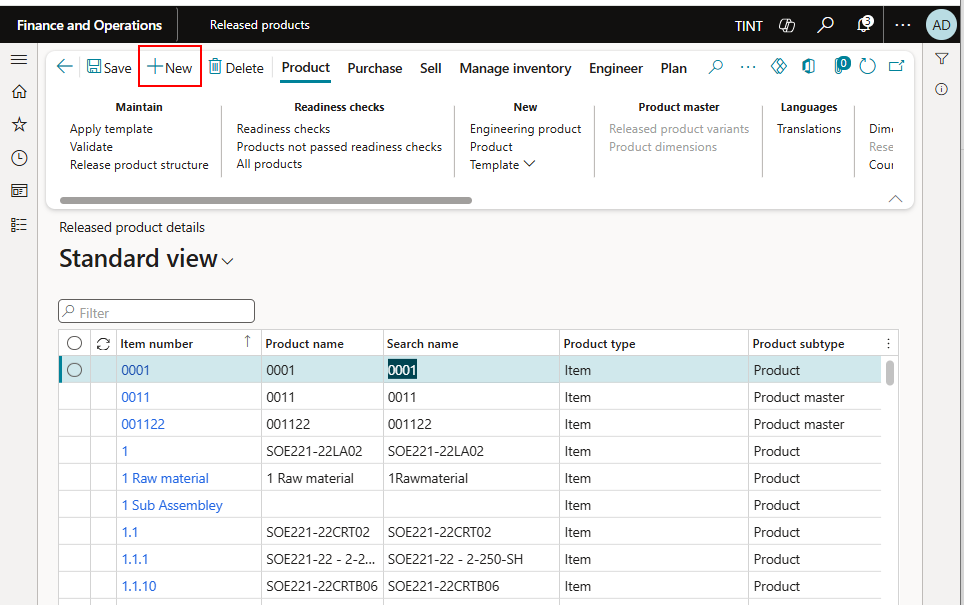 Finance and Operations Released products TINT 3 AD
Save New Delete Product Purchase Sell Manage inventory Engineer Plan 0
Maintain
Apply template
Validate
Release product structure
Readiness checks
Readiness checks
Products not passed readiness checks
All products
New
Engineering product
Product
Template
Product master
Released product variants
Product dimensions
Languages
Translations
Dime
Rese
Coun
Released product details
Standard view
Filter
Item number Product name Search name Product type Product subtype
0001 0001 0001 Item Product
0011 0011 0011 Item Product master
001122 001122 001122 Item Product master
1 SOE221-22LA02 SOE221-22LA02 Item Product
1 Raw material 1 Raw material 1Rawmaterial Item Product
1 Sub Assembley Item Product
1.1 SOE221-22CRT02 SOE221-22CRT02 Item Product
1.1.1 SOE221-22 - 2-2... SOE221-22 - 2-250-SH Item Product
1.1.10 SOE221-22CRTB06 SOE221-22CRTB06 Item Product